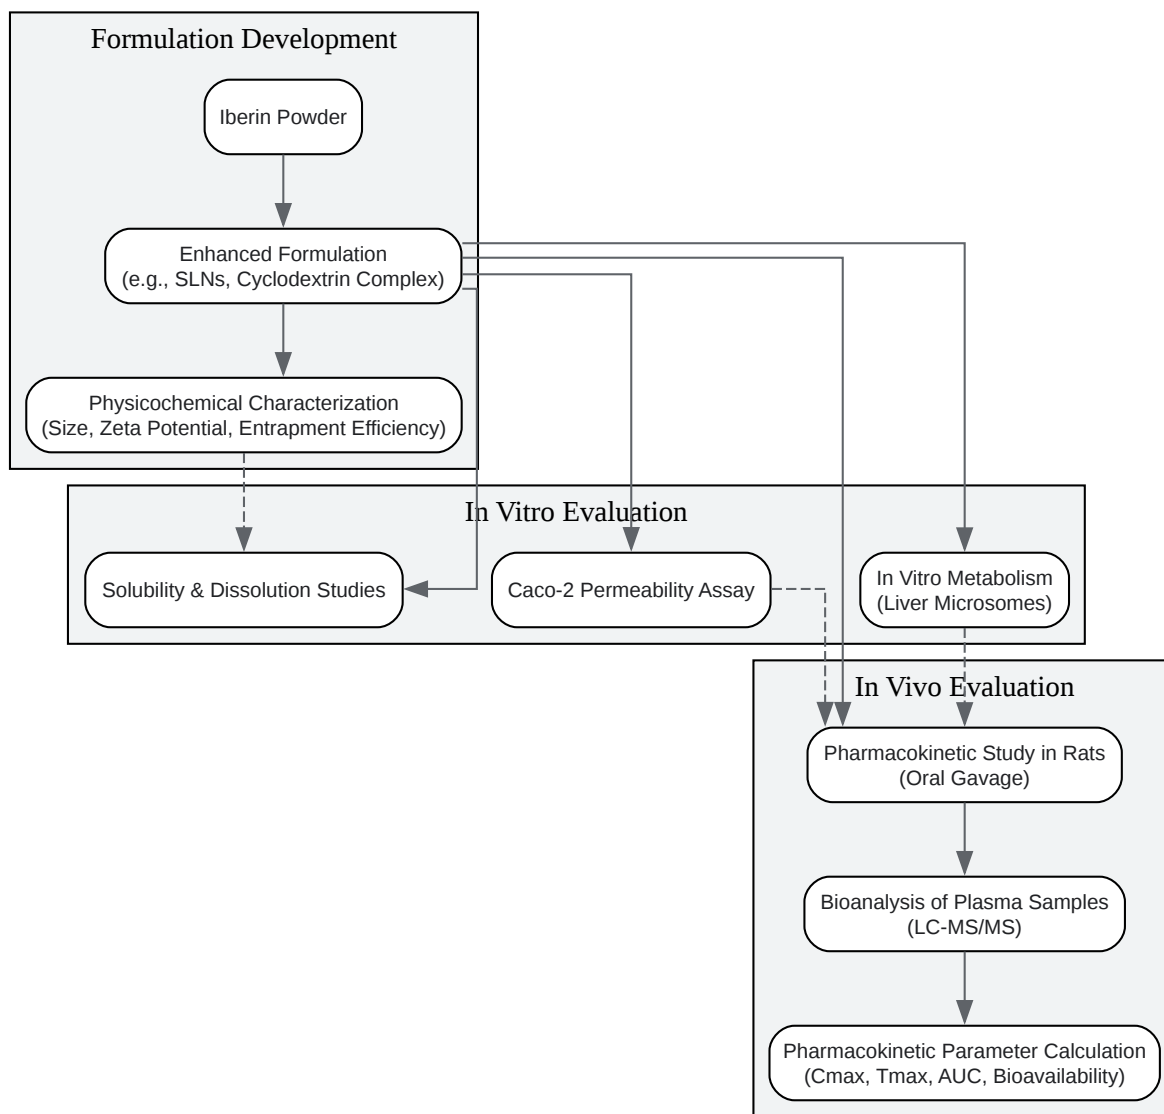 Formulation Development
Iberin Powder
Enhanced Formulation
(e.g., SLNs, Cyclodextrin Complex)
Physicochemical Characterization
(Size, Zeta Potential, Entrapment Efficiency)
In Vitro Evaluation
Solubility & Dissolution Studies
Caco-2 Permeability Assay
In Vitro Metabolism
(Liver Microsomes)
In Vivo Evaluation
Pharmacokinetic Study in Rats
(Oral Gavage)
Bioanalysis of Plasma Samples
(LC-MS/MS)
Pharmacokinetic Parameter Calculation
(Cmax, Tmax, AUC, Bioavailability)